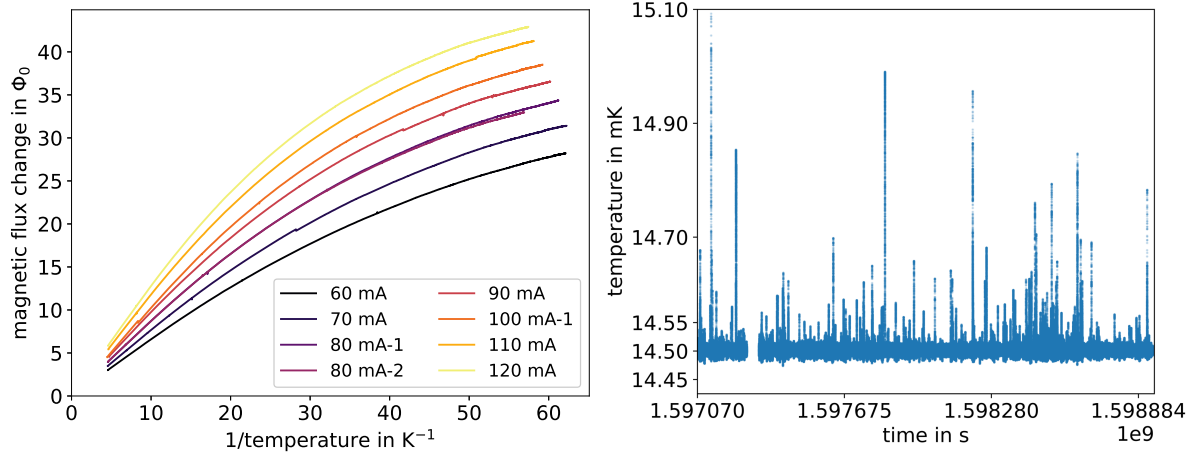 magnetic flux change in Φ0
40
35
30
25
20
15
10
5
0
0 10 20 30 40 50 60
1/temperature in K⁻¹
60 mA
70 mA
80 mA-1
80 mA-2
90 mA
100 mA-1
110 mA
120 mA
temperature in mK
15.10
14.90
14.70
14.55
14.50
14.45
1.597070 1.597675 1.598280 1.598884
time in s
1e9